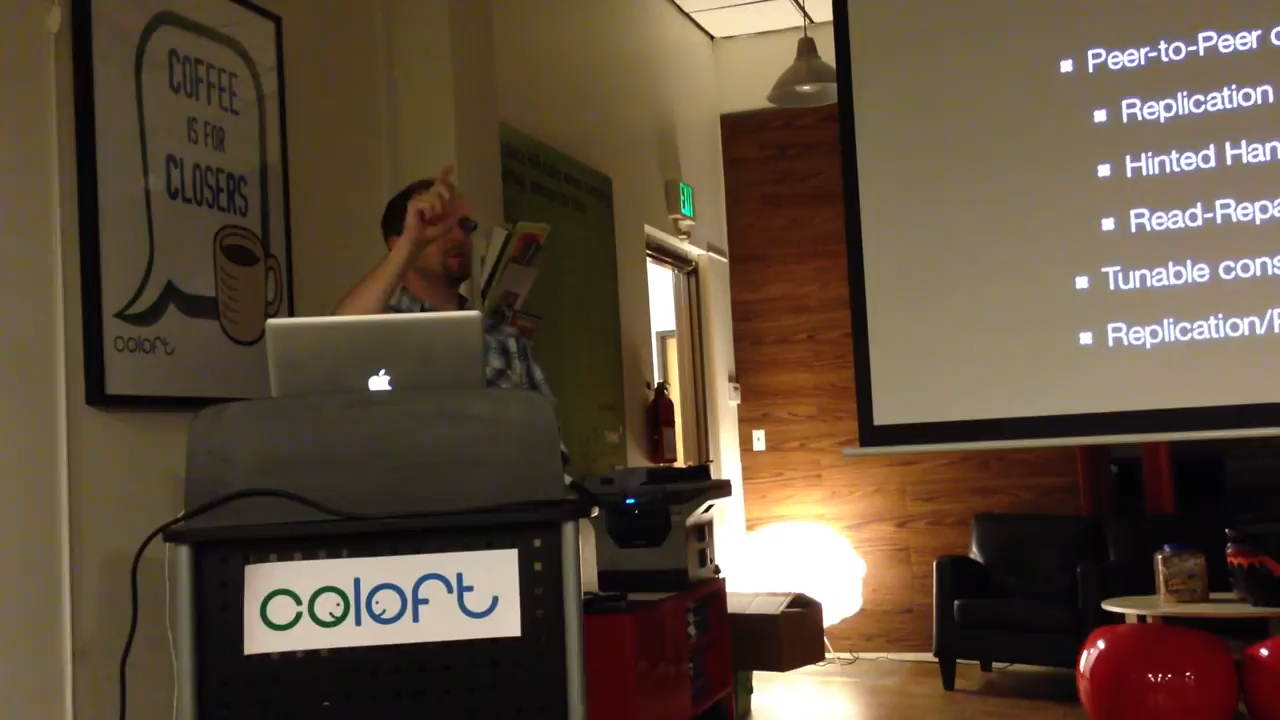 COFFEE
IS FOR
CLOSERS
coloft
EXIT
coloft
Peer-to-Peer
Replication
Hinted Han
Read-Repa
Tunable cons
Replication/